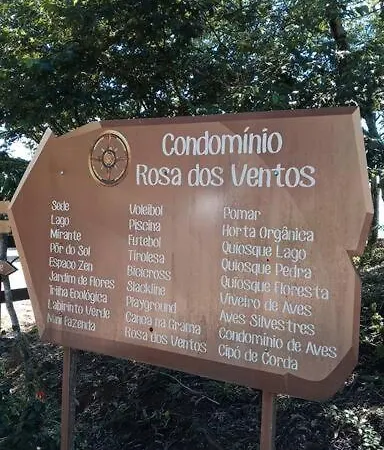 Condomínio
Rosa dos Ventos
Sede
Lago
Mirante
Pôr do Sol
Espaço Zen
Jardim de Flores
Trilha Ecológica
Labirinto Verde
Mini Fazenda
Voleibol
Piscina
Futebol
Tirolesa
Bicicross
Slackline
Playground
Canoa na Grama
Rosa dos Ventos
Pomar
Horta Orgânica
Quiosque Lago
Quiosque Pedra
Quiosque Floresta
Viveiro de Aves
Aves Silvestres
Condomínio de Aves
Cipó de Corda